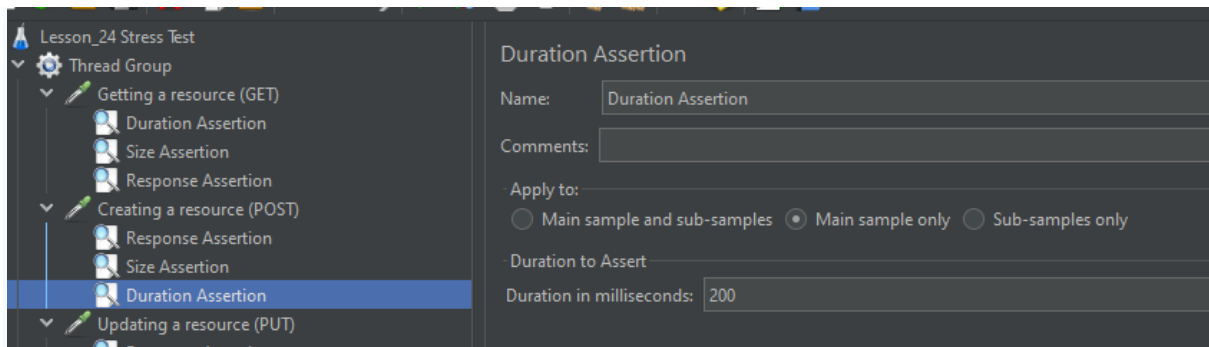 Lesson_24 Stress Test
Thread Group
Getting a resource (GET)
Duration Assertion
Size Assertion
Response Assertion
Creating a resource (POST)
Response Assertion
Size Assertion
Duration Assertion
Updating a resource (PUT)
Duration Assertion
Name: Duration Assertion
Comments:
Apply to:
Main sample and sub-samples Main sample only Sub-samples only
Duration to Assert
Duration in milliseconds: 200